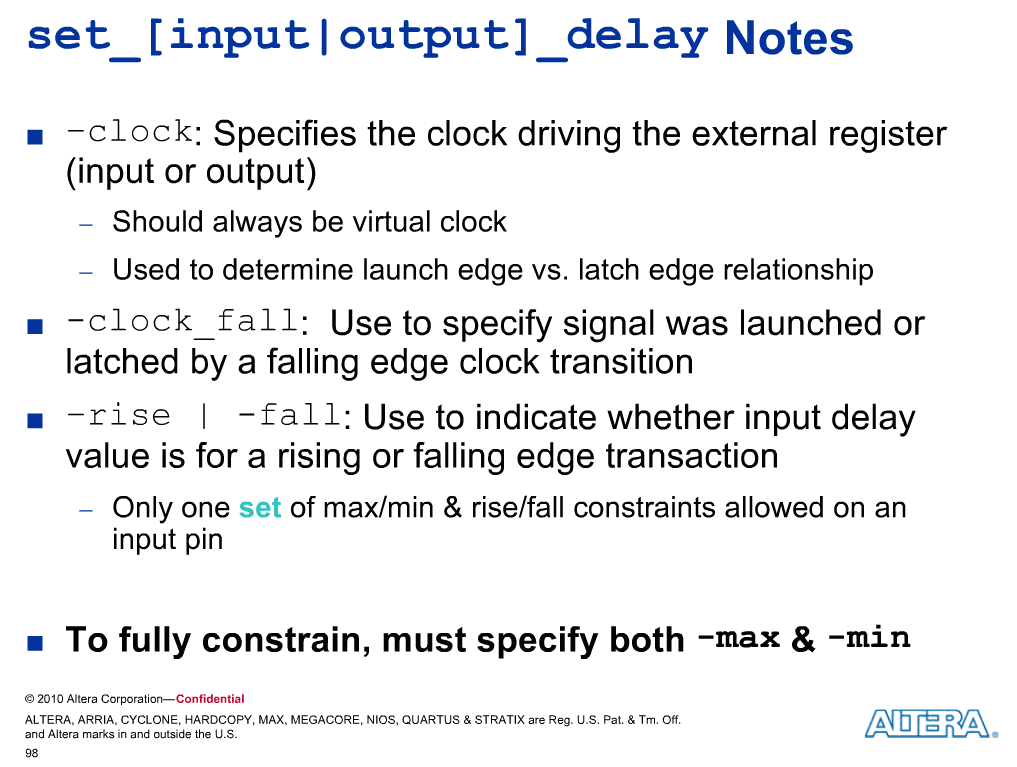 set_[input|output]_delay Notes
■ –clock: Specifies the clock driving the external register
(input or output)
– Should always be virtual clock
– Used to determine launch edge vs. latch edge relationship
■ -clock_fall:  Use to specify signal was launched or
latched by a falling edge clock transition
■ –rise | -fall: Use to indicate whether input delay
value is for a rising or falling edge transaction
– Only one set of max/min & rise/fall constraints allowed on an
input pin
■ To fully constrain, must specify both -max & -min
© 2010 Altera Corporation—Confidential
ALTERA, ARRIA, CYCLONE, HARDCOPY, MAX, MEGACORE, NIOS, QUARTUS & STRATIX are Reg. U.S. Pat. & Tm. Off.
and Altera marks in and outside the U.S.
98
ALTERA®